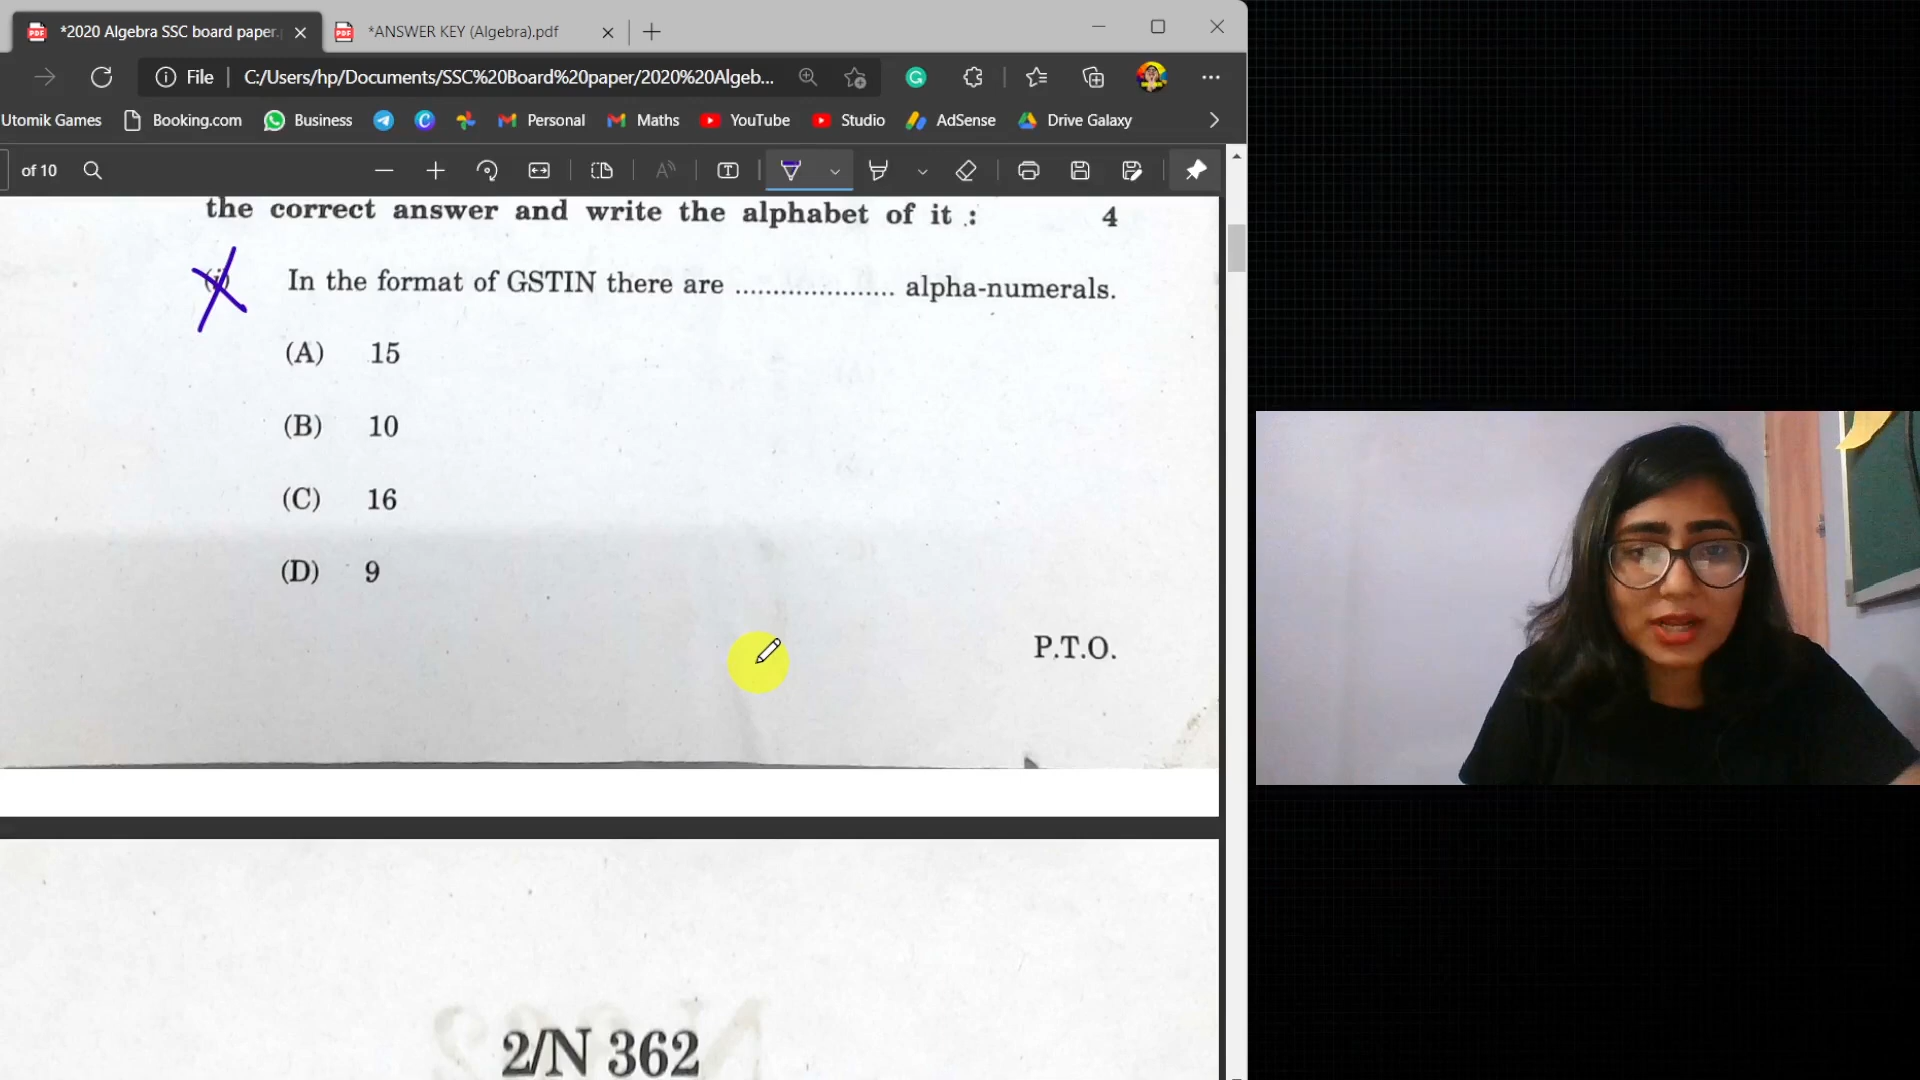 *2020 Algebra SSC board paper.
*ANSWER KEY (Algebra).pdf
File
C:/Users/hp/Documents/SSC%20Board%20paper/2020%20Algeb...
Utomik Games
Booking.com
Business
Personal
Maths
YouTube
Studio
AdSense
Drive Galaxy
of 10
the correct answer and write the alphabet of it : 4
(i) In the format of GSTIN there are ..................... alpha-numerals.
(A) 15
(B) 10
(C) 16
(D) 9
P.T.O.
2/N 362